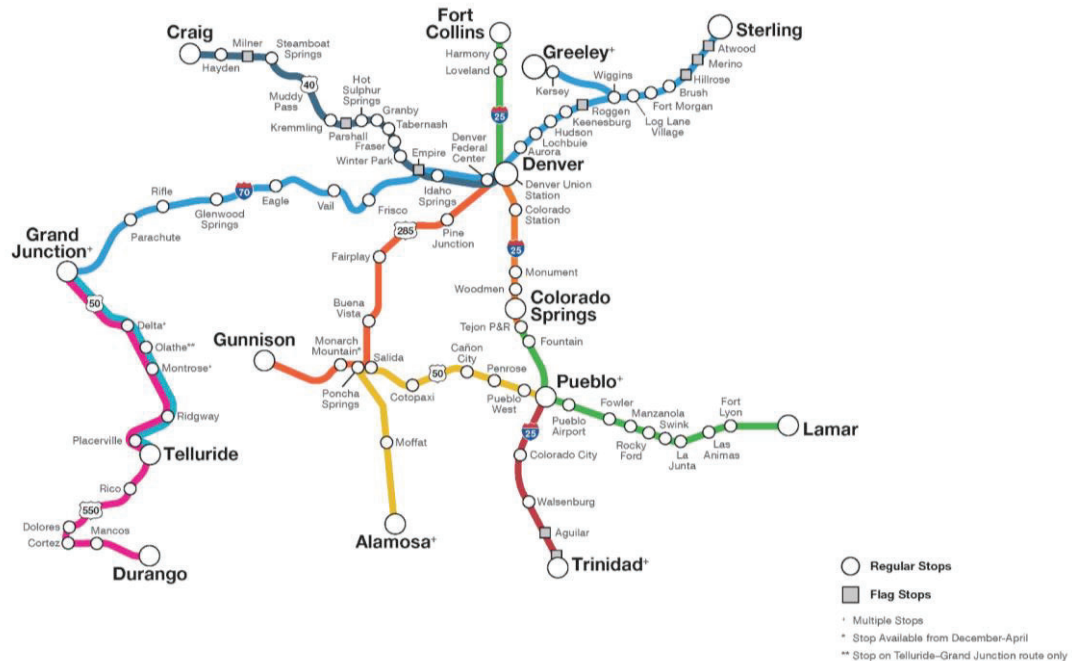 Craig
Hayden
Milner
Steamboat
Springs
40
Muddy
Pass
Kremmling
Parshall
Hot
Sulphur
Springs
Granby
Tabernash
Fraser
Winter Park
Empire
Idaho
Springs
Denver
Federal
Center
Fort
Collins
Harmony
Loveland
25
Greeley+
Kersey
Wiggins
Sterling
Atwood
Merino
Hillrose
Brush
Fort Morgan
Log Lane
Village
Roggen
Keenesburg
Hudson
Lochbuie
Aurora
Denver
Denver Union
Station
Colorado
Station
25
Monument
Woodmen
Colorado
Springs
Tejon P&R
Fountain
Pueblo+
70
Rifle
Parachute
Glenwood
Springs
Eagle
Vail
Frisco
Grand
Junction+
50
Delta+
Olathe**
Montrose+
Ridgway
Placerville
Telluride
Rico
550
Dolores
Cortez
Mancos
Durango
Pine
Junction
285
Fairplay
Buena
Vista
Gunnison
Monarch
Mountain*
Salida
Poncha
Springs
Cotopaxi
50
Cañon
City
Penrose
Pueblo
West
Moffat
Alamosa+
Pueblo
Airport
Fowler
Manzanola
Rocky
Ford
Swink
La
Junta
Las
Animas
Fort
Lyon
Lamar
25
Colorado City
Walsenburg
Aguilar
Trinidad+
Regular Stops
Flag Stops
+ Multiple Stops
* Stop Available from December-April
** Stop on Telluride–Grand Junction route only